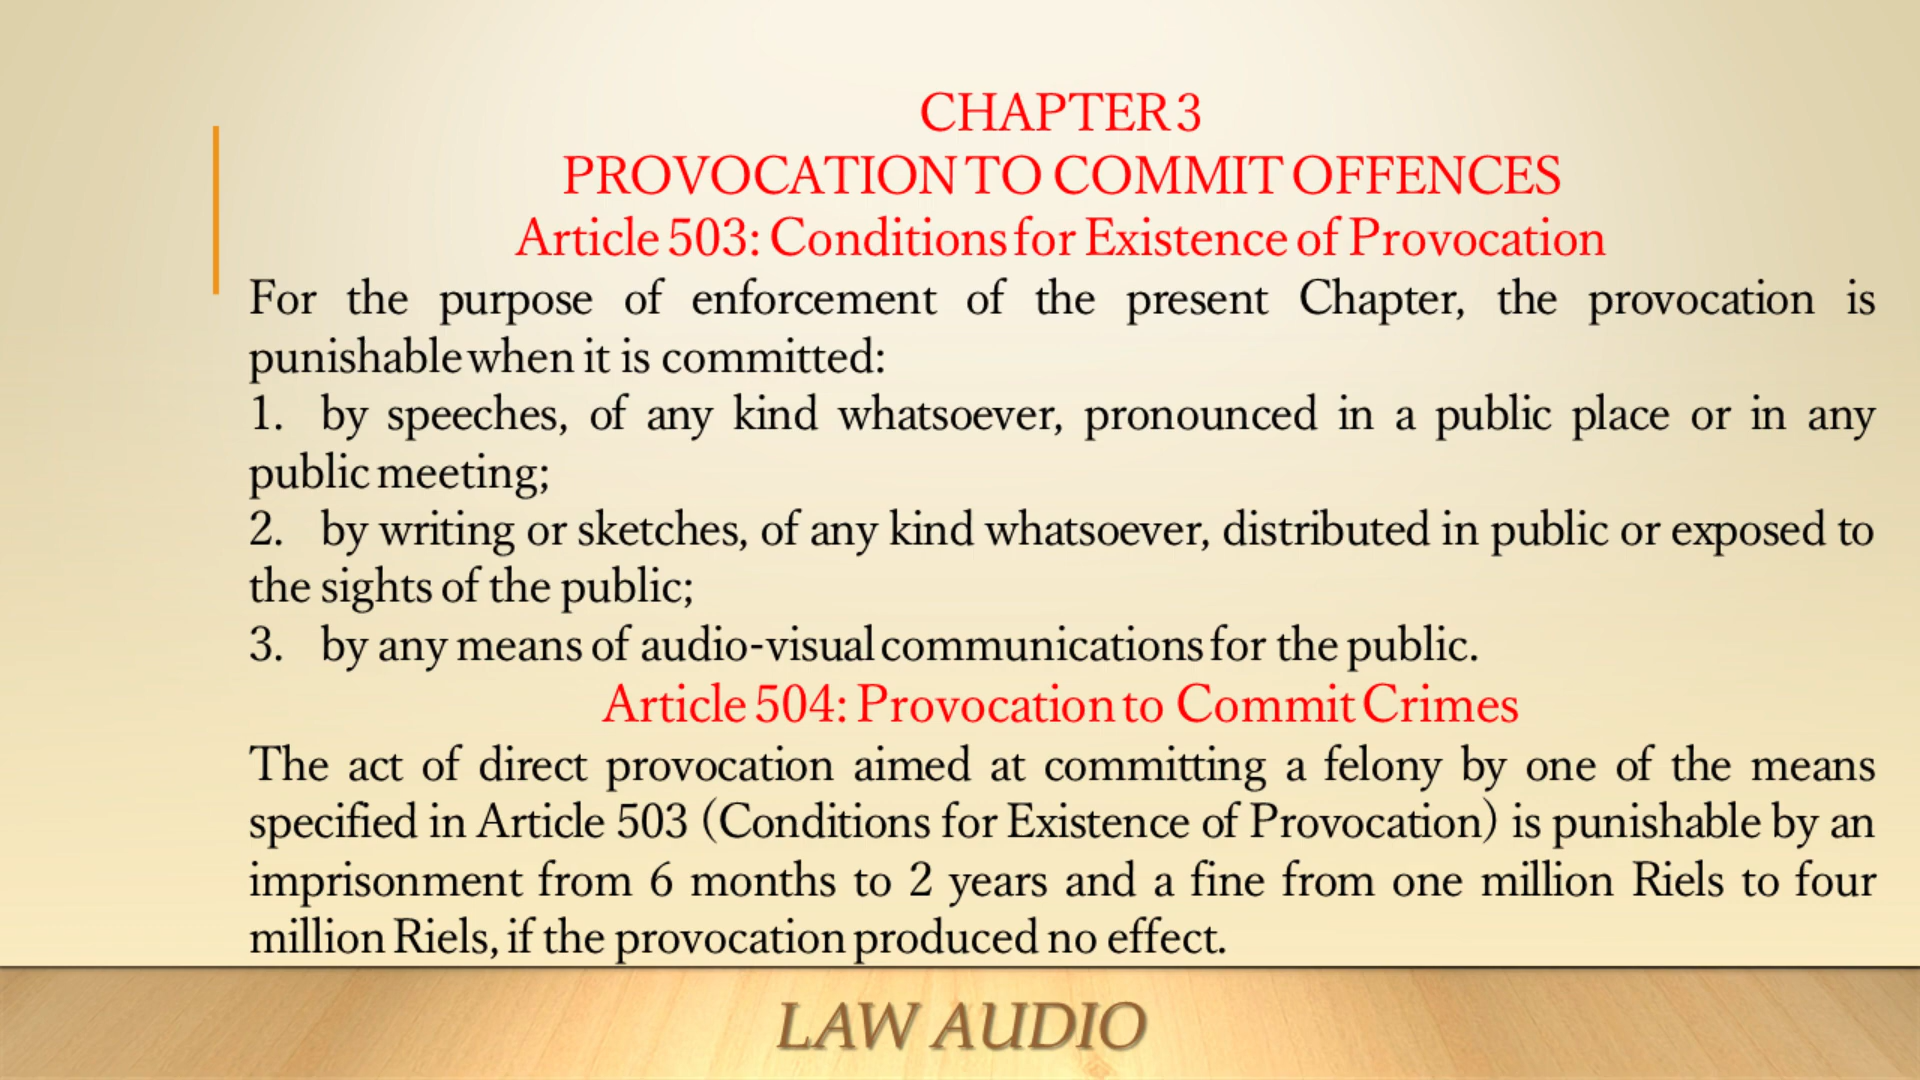 CHAPTER 3
PROVOCATION TO COMMIT OFFENCES
Article 503: Conditions for Existence of Provocation
For the purpose of enforcement of the present Chapter, the provocation is
punishable when it is committed:
1. by speeches, of any kind whatsoever, pronounced in a public place or in any
public meeting;
2. by writing or sketches, of any kind whatsoever, distributed in public or exposed to
the sights of the public;
3. by any means of audio-visual communications for the public.
Article 504: Provocation to Commit Crimes
The act of direct provocation aimed at committing a felony by one of the means
specified in Article 503 (Conditions for Existence of Provocation) is punishable by an
imprisonment from 6 months to 2 years and a fine from one million Riels to four
million Riels, if the provocation produced no effect.
LAW AUDIO